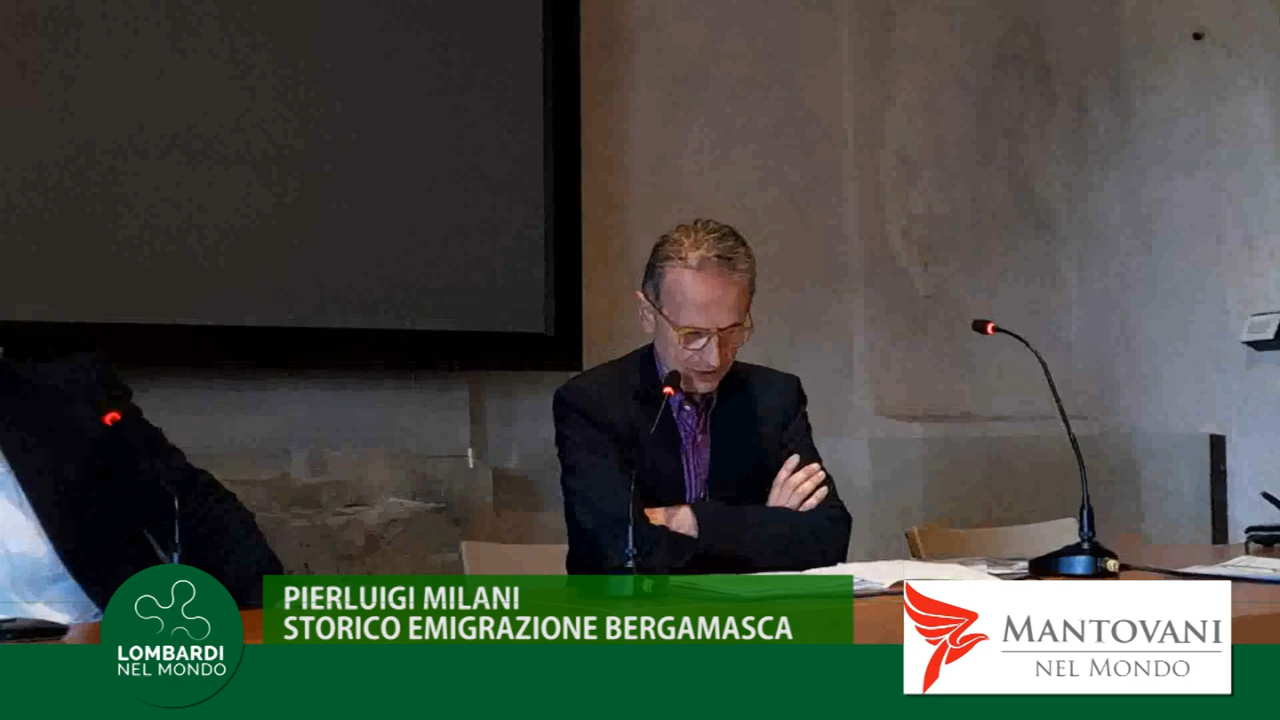 PIERLUIGI MILANI
STORICO EMIGRAZIONE BERGAMASCA
LOMBARDI
NEL MONDO
MANTOVANI
NEL MONDO